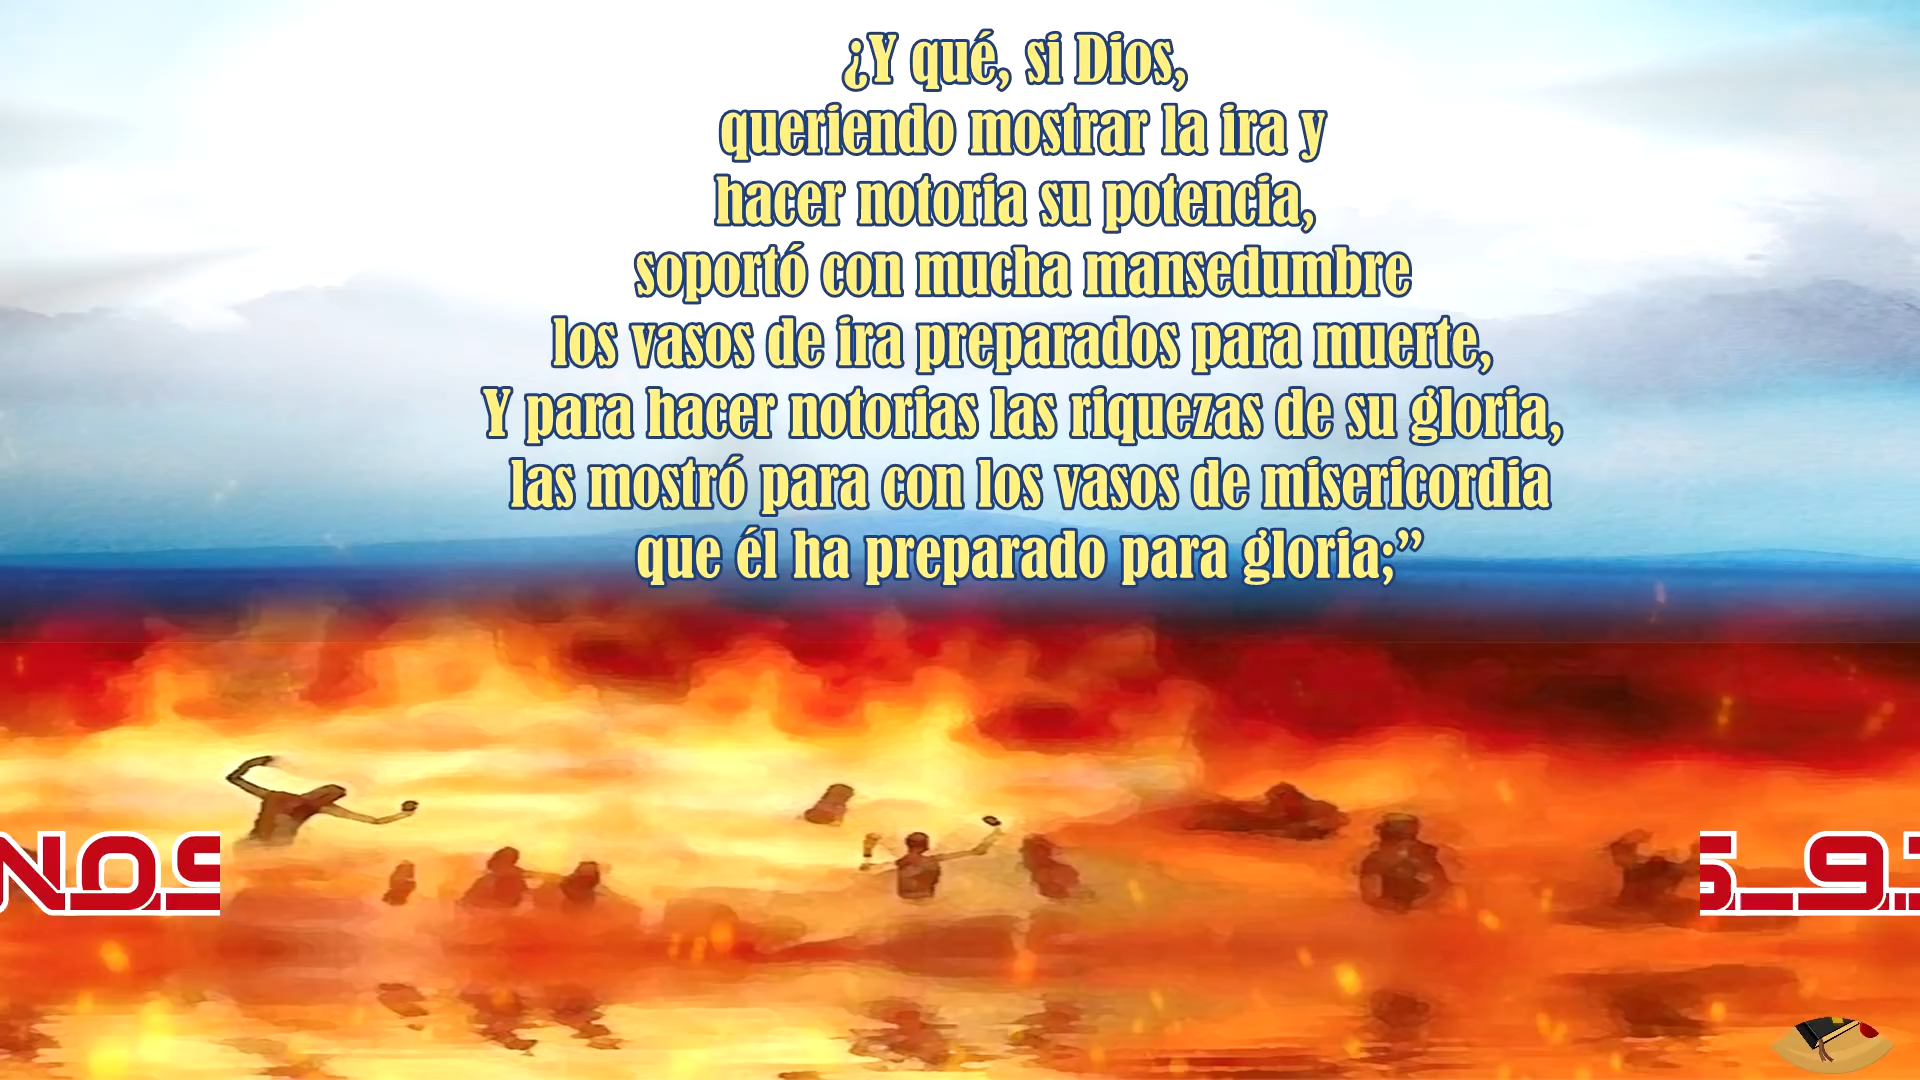 ¿Y qué, si Dios,
queriendo mostrar la ira y
hacer notoria su potencia,
soportó con mucha mansedumbre
los vasos de ira preparados para muerte,
Y para hacer notorias las riquezas de su gloria,
las mostró para con los vasos de misericordia
que él ha preparado para gloria;”